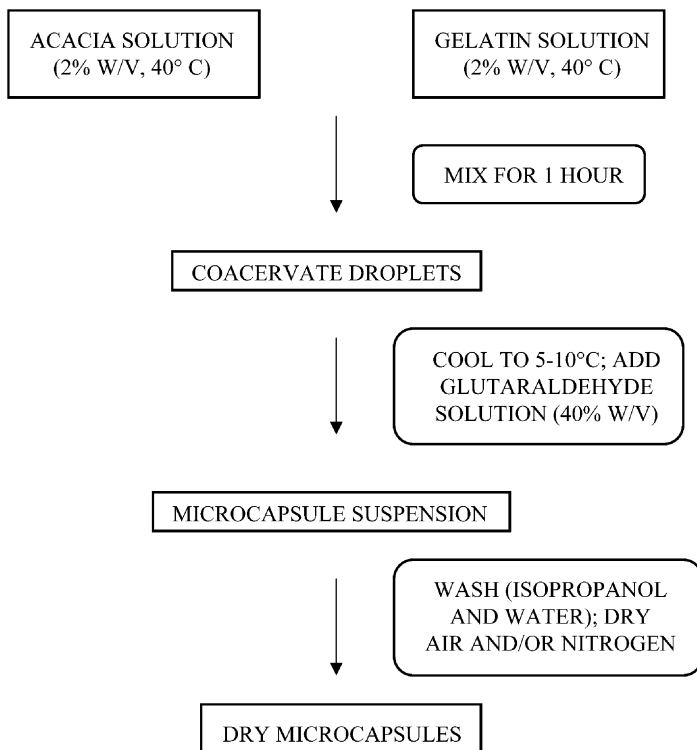 ACACIA SOLUTION
(2% W/V, 40° C)
GELATIN SOLUTION
(2% W/V, 40° C)
MIX FOR 1 HOUR
COACERVATE DROPLETS
COOL TO 5-10°C; ADD
GLUTARALDEHYDE
SOLUTION (40% W/V)
MICROCAPSULE SUSPENSION
WASH (ISOPROPANOL
AND WATER); DRY
AIR AND/OR NITROGEN
DRY MICROCAPSULES